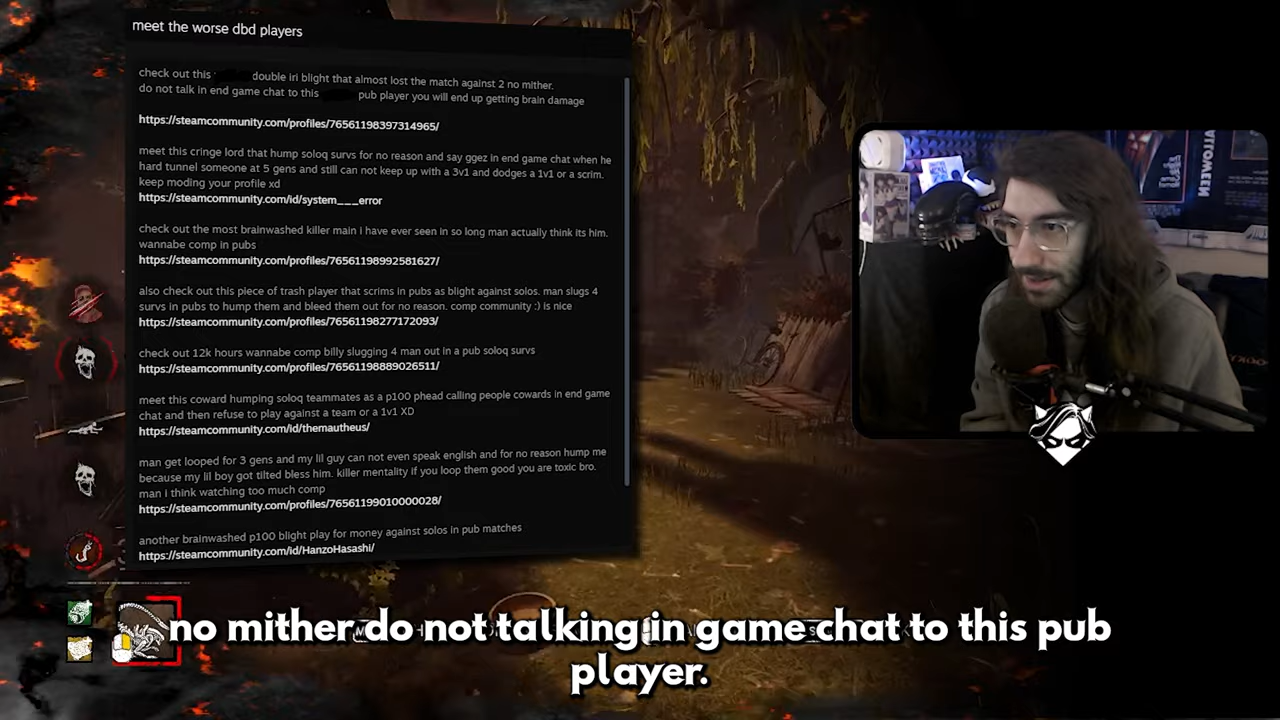 meet the worse dbd players
check out this double iri blight that almost lost the match against 2 no mither.
do not talk in end game chat to this pub player you will end up getting brain damage
https://steamcommunity.com/profiles/76561198397314965/
meet this cringe lord that hump soloq survs for no reason and say ggez in end game chat when he
hard tunnel someone at 5 gens and still can not keep up with a 3v1 and dodges a 1v1 or a scrim.
keep moding your profile xd
https://steamcommunity.com/id/system___error
check out the most brainwashed killer main i have ever seen in so long man actually think its him.
wannabe comp in pubs
https://steamcommunity.com/profiles/76561198992581627/
also check out this piece of trash player that scrims in pubs as blight against solos. man slugs 4
survs in pubs to hump them and bleed them out for no reason. comp community :) is nice
https://steamcommunity.com/profiles/76561198277172093/
check out 12k hours wannabe comp billy slugging 4 man out in a pub soloq survs
https://steamcommunity.com/profiles/76561198889026511/
meet this coward humping soloq teammates as a p100 phead calling people cowards in end game
chat and then refuse to play against a team or a 1v1 XD
https://steamcommunity.com/id/themautheus/
man get looped for 3 gens and my lil guy can not even speak english and for no reason hump me
because my lil boy got tilted bless him. killer mentality if you loop them good you are toxic bro.
man i think watching too much comp
https://steamcommunity.com/profiles/76561199010000028/
another brainwashed p100 blight play for money against solos in pub matches
https://steamcommunity.com/id/HanzoHasashi/
HALLOWEEN
no mither do not talking in game chat to this pub
player.